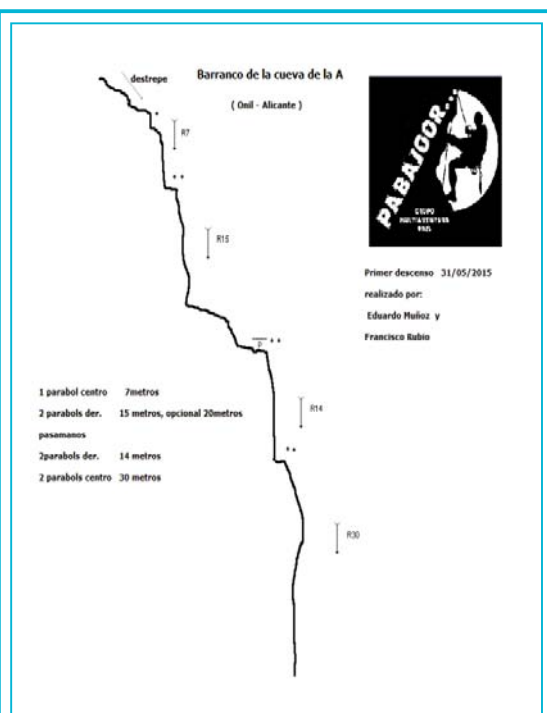 destrepe
Barranco de la cueva de la A
( Onil - Alicante )
R7
PABAJOOR...
GRUPO
R15
Primer descenso 31/05/2015
realizado por:
Eduardo Muñoz y
Francisco Rubio
p
1 parabol centro 7metros
2 parabols der. 15 metros, opcional 20metros
pasamanos
2parabols der. 14 metros
2 parabols centro 30 metros
R14
R30